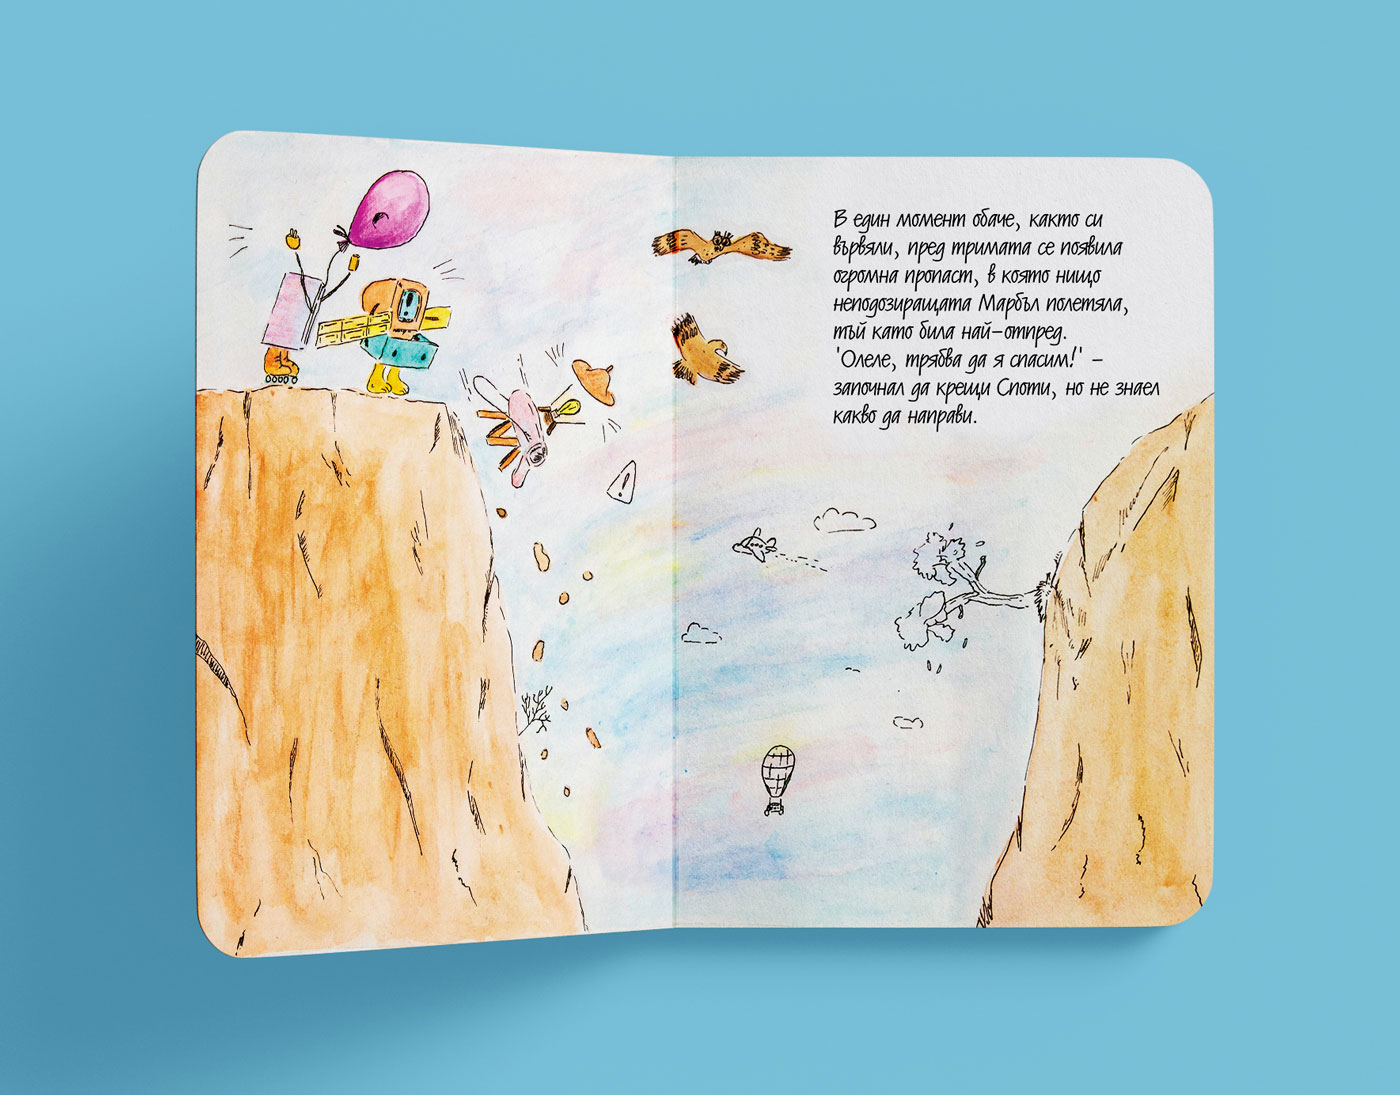 В един момент обаче, както си
вървяли, пред тримата се появила
огромна пропаст, в която нищо
неподозиращата Марбъл полетяла,
тъй като била най-отпред.
'Олеле, трябва да я спасим!' -
започнал да крещи Споти, но не знаел
какво да направи.
!